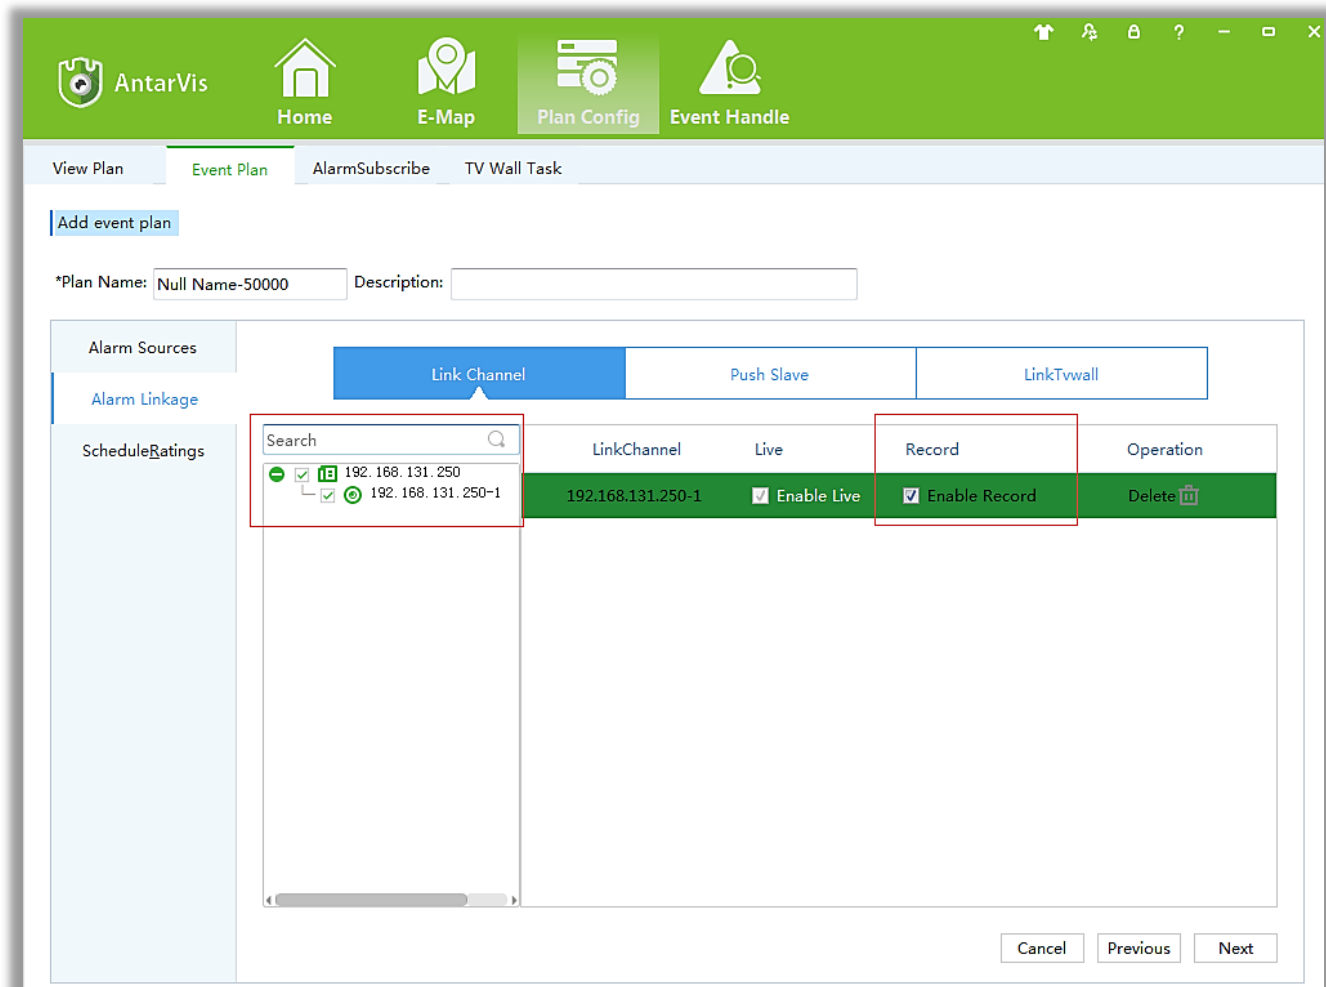 AntarVis
Home
E-Map
Plan Config
Event Handle
?
View Plan
Event Plan
AlarmSubscribe
TV Wall Task
Add event plan
*Plan Name: Null Name-50000 Description:
Alarm Sources
Alarm Linkage
ScheduleRatings
Link Channel
Push Slave
LinkTvwall
Search
192.168.131.250
192.168.131.250-1
LinkChannel Live Record Operation
192.168.131.250-1 Enable Live Enable Record Delete
Cancel Previous Next